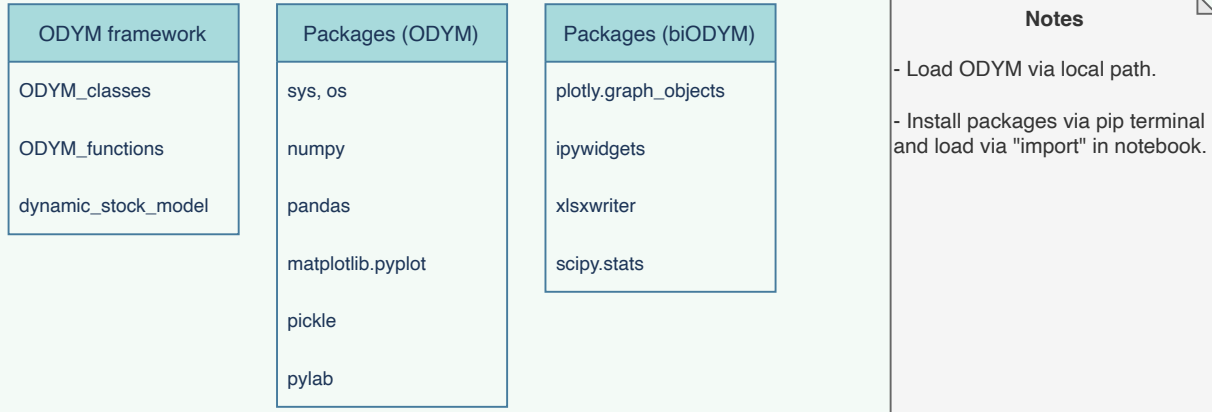 ODYM framework
ODYM_classes
ODYM_functions
dynamic_stock_model
Packages (ODYM)
sys, os
numpy
pandas
matplotlib.pyplot
pickle
pylab
Packages (biODYM)
plotly.graph_objects
ipywidgets
xlsxwriter
scipy.stats
Notes
- Load ODYM via local path.
- Install packages via pip terminal
and load via "import" in notebook.